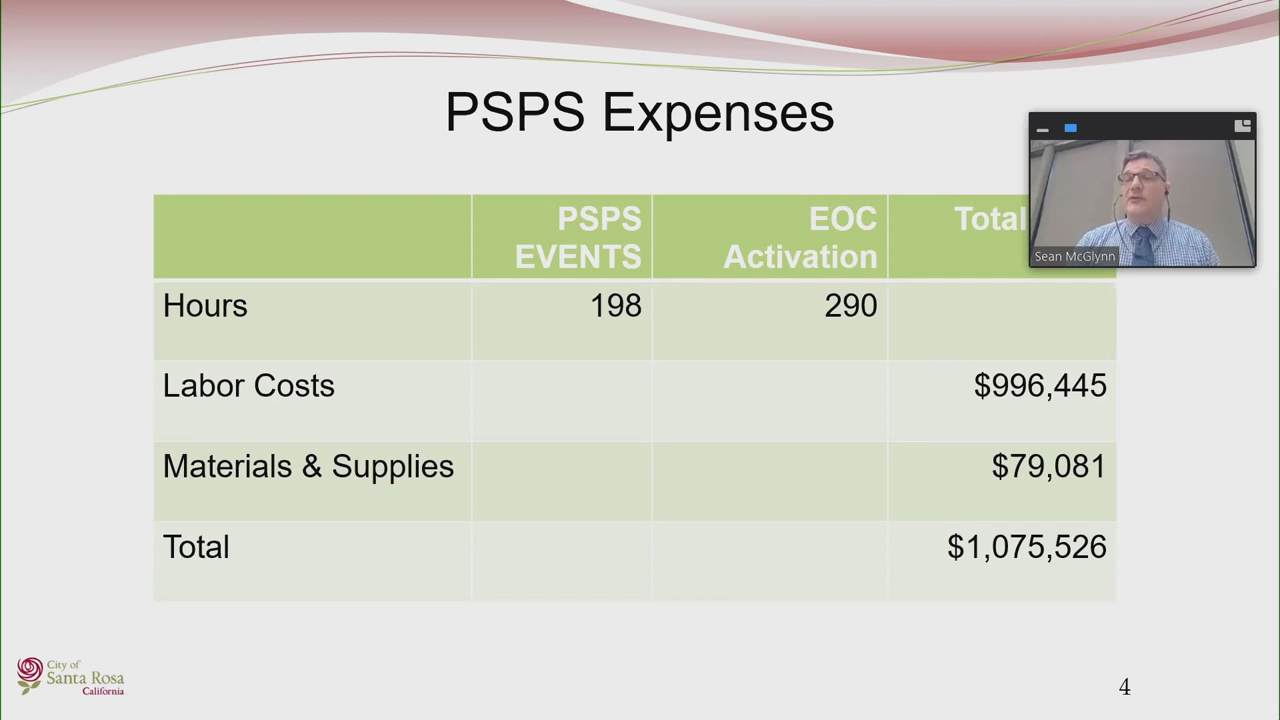 PSPS Expenses
PSPS EVENTS
EOC Activation
Total
Sean McGlynn
Hours 198 290
Labor Costs $996,445
Materials & Supplies $79,081
Total $1,075,526
City of
Santa Rosa
California
4